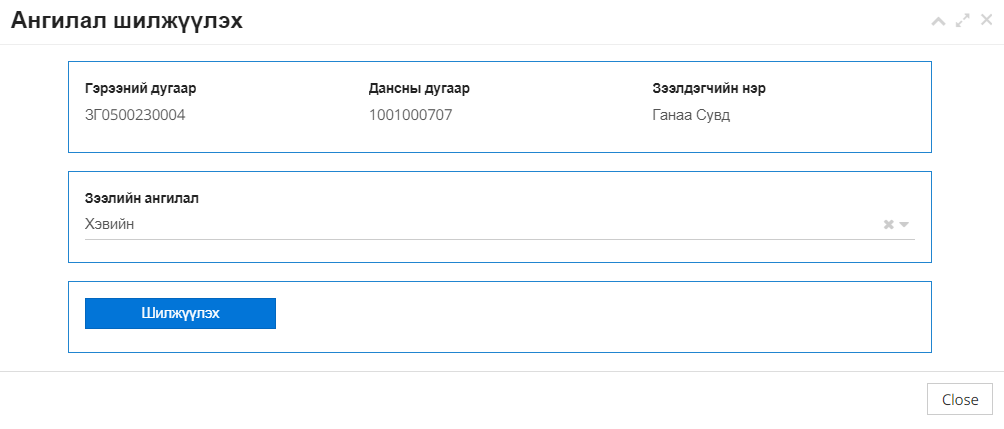 Ангилал шилжүүлэх
Гэрээний дугаар Дансны дугаар Зээлдэгчийн нэр
ЗГ0500230004 1001000707 Ганаа Сувд
Зээлийн ангилал
Хэвийн
Шилжүүлэх
Close